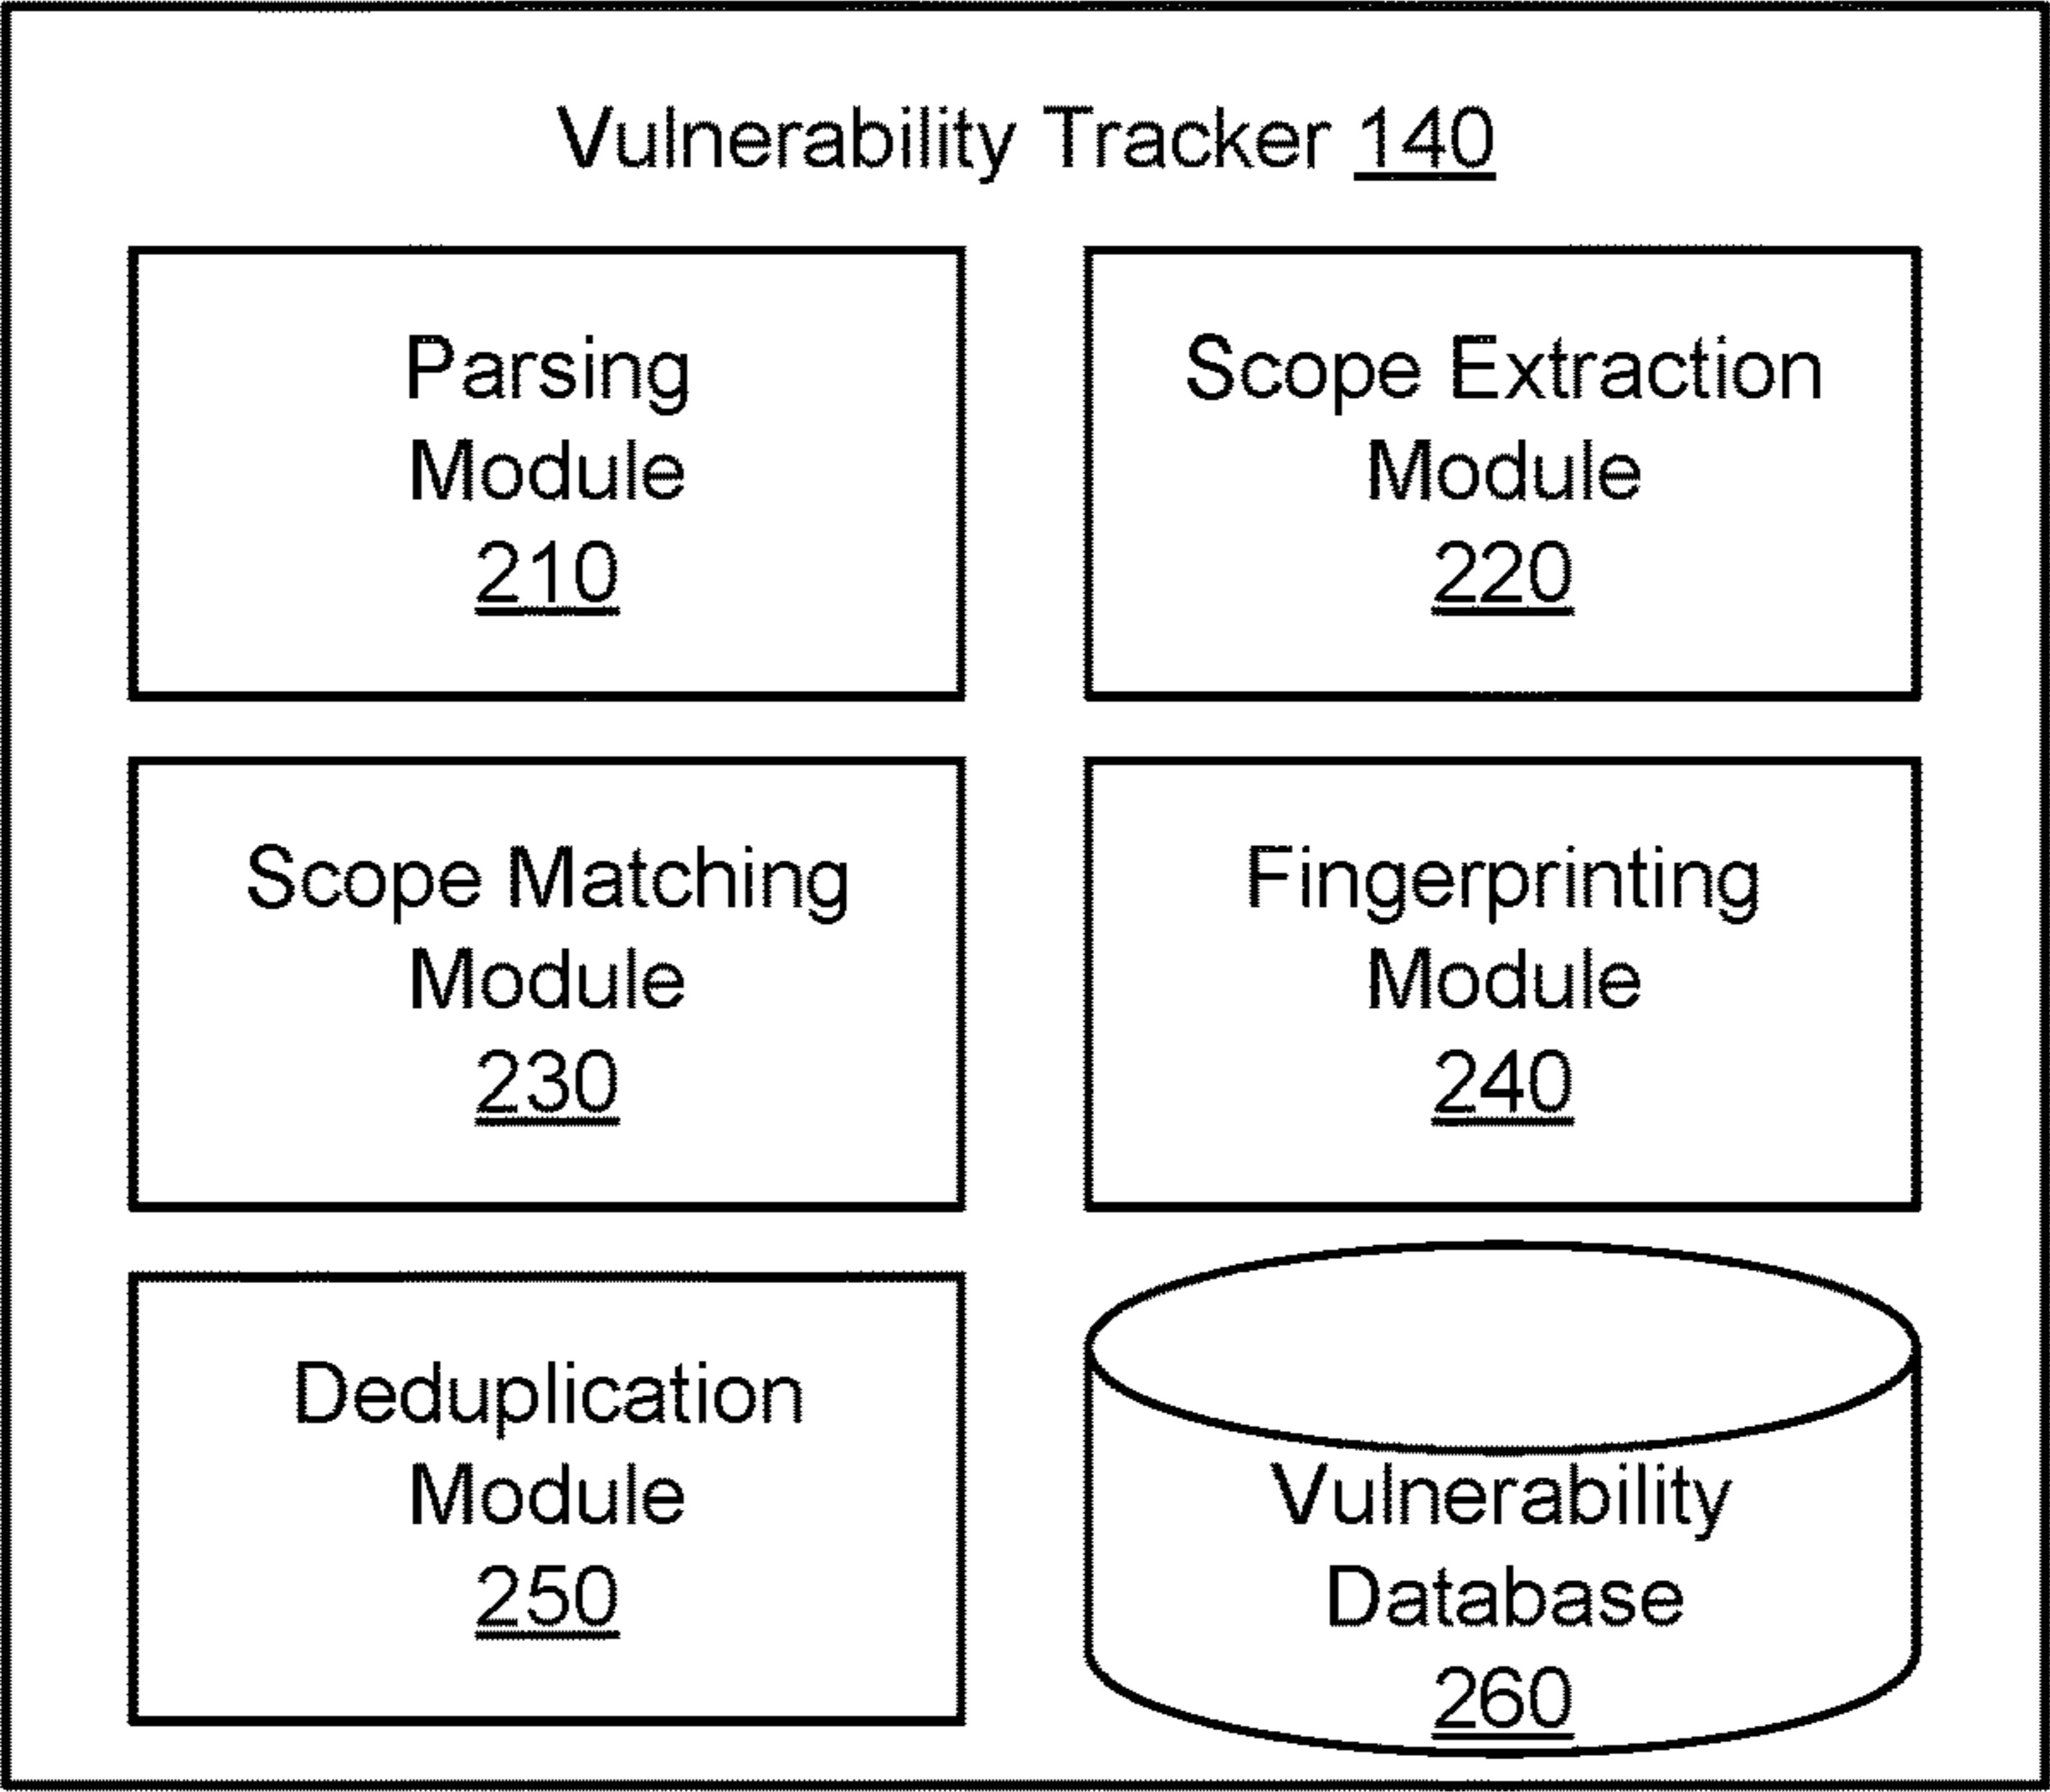 Vulnerability Tracker 140
Parsing
Module
210
Scope Extraction
Module
220
Scope Matching
Module
230
Fingerprinting
Module
240
Deduplication
Module
250
Vulnerability
Database
260